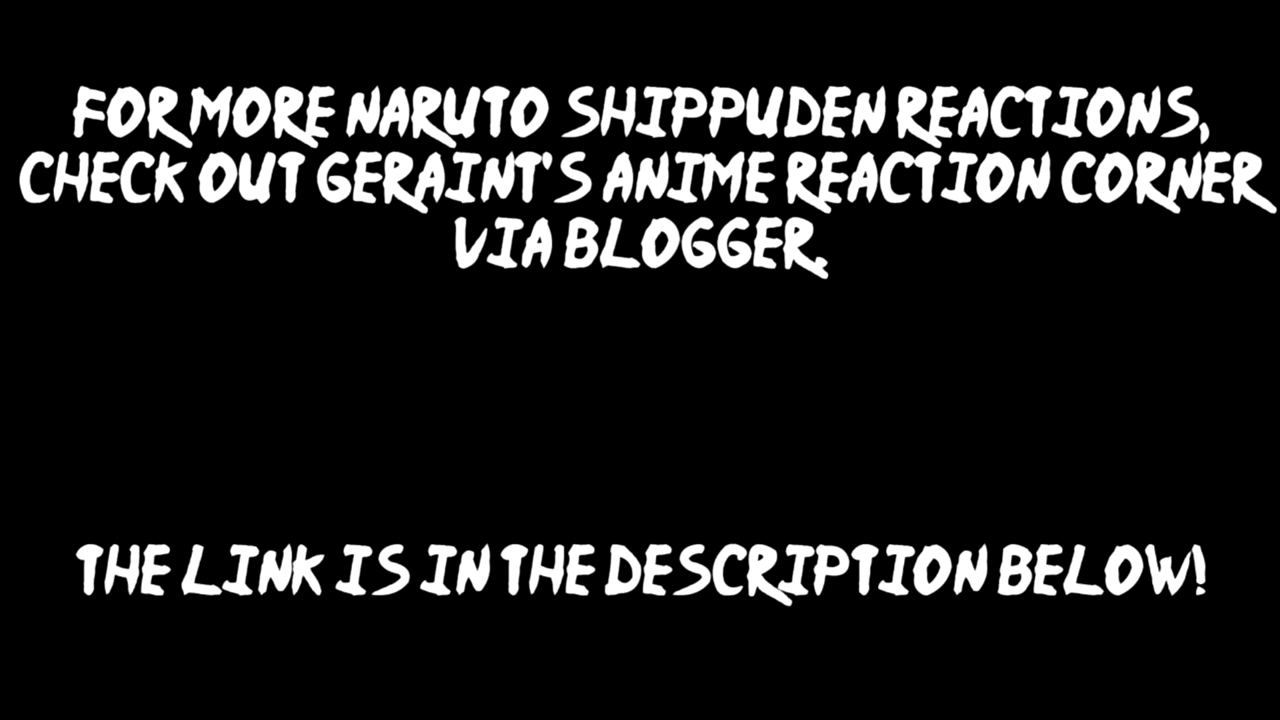 FOR MORE NARUTO SHIPPUDEN REACTIONS,
CHECK OUT GERAINT'S ANIME REACTION CORNER
VIA BLOGGER.
THE LINK IS IN THE DESCRIPTION BELOW!